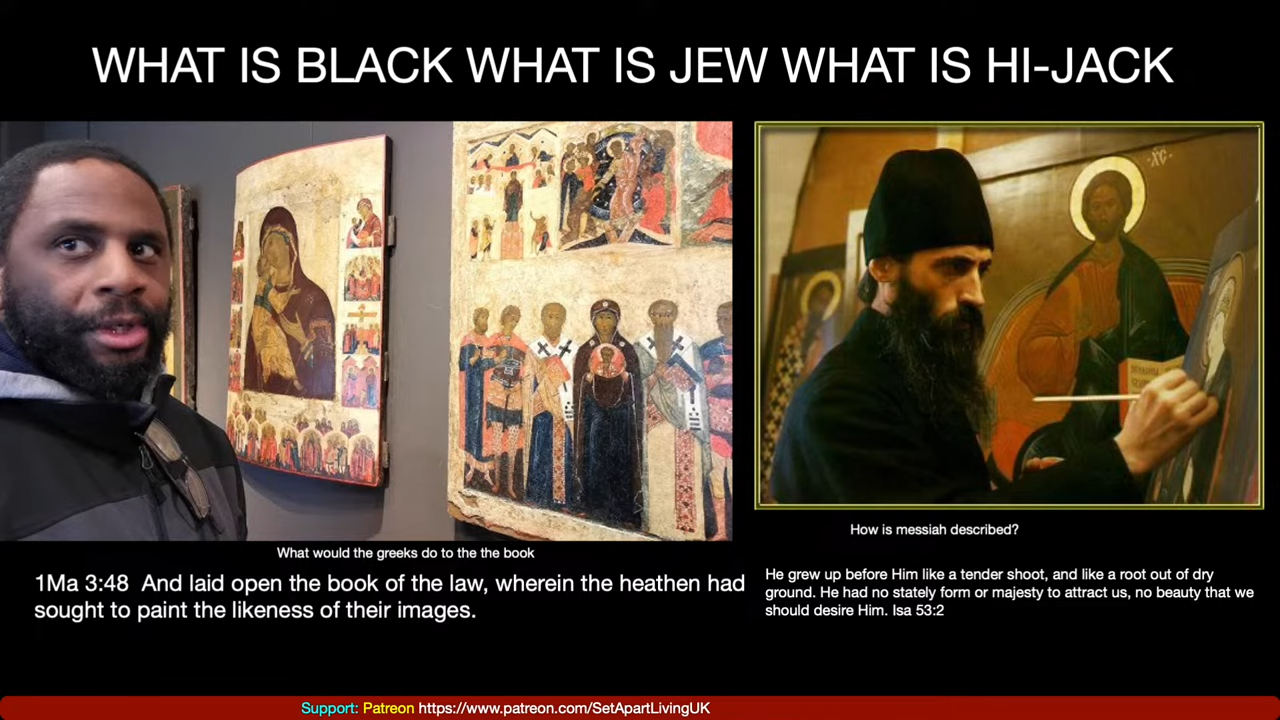 WHAT IS BLACK WHAT IS JEW WHAT IS HI-JACK
What would the greeks do to the the book
1Ma 3:48  And laid open the book of the law, wherein the heathen had
sought to paint the likeness of their images.
How is messiah described?
He grew up before Him like a tender shoot, and like a root out of dry
ground. He had no stately form or majesty to attract us, no beauty that we
should desire Him. Isa 53:2
Support: Patreon https://www.patreon.com/SetApartLivingUK